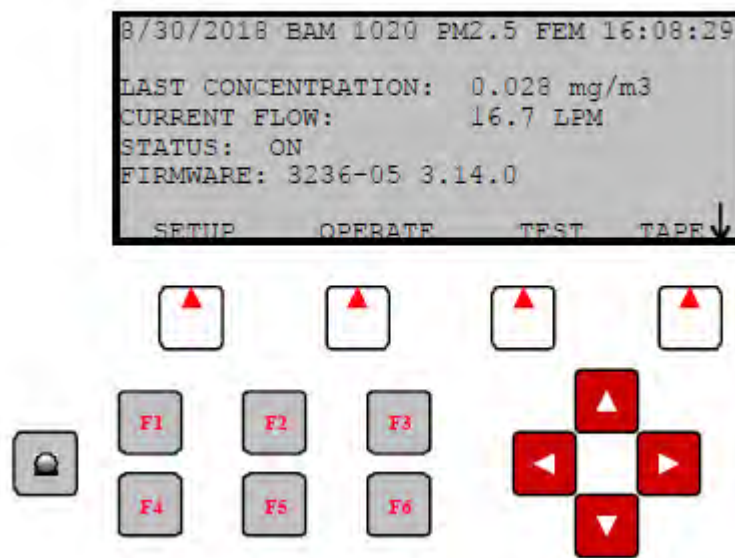 8/30/2018 BAM 1020 PM2.5 FEM 16:08:29
LAST CONCENTRATION: 0.028 mg/m3
CURRENT FLOW: 16.7 LPM
STATUS: ON
FIRMWARE: 3236-05 3.14.0
SETUP OPERATE TEST TAPE
F1 F2 F3
F4 F5 F6